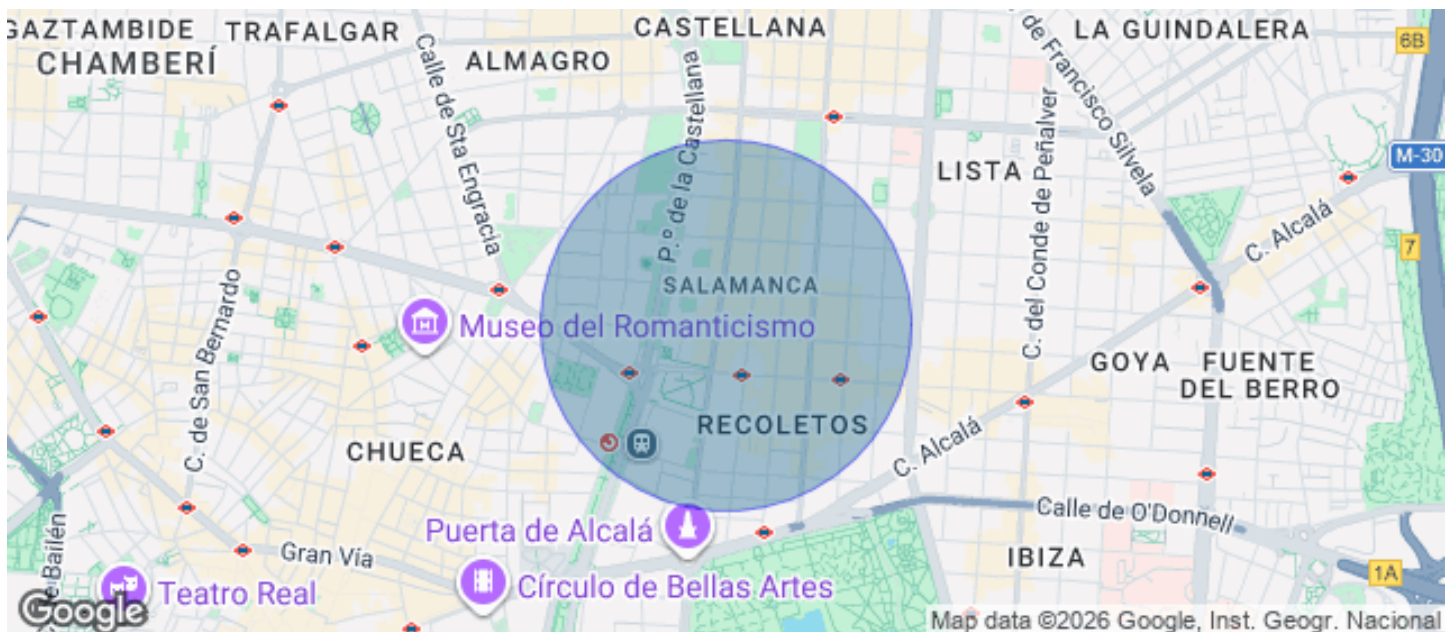 GAZTAMBIDE
TRAFALGAR
CASTELLANA
LA GUINDALERA
6B
CHAMBERÍ
ALMAGRO
Calle de Sta Engracia
P.º de la Castellana
de Francisco Silvela
C. del Conde de Peñalver
LISTA
M-30
C. Alcalá
7
SALAMANCA
Museo del Romanticismo
C. de San Bernardo
GOYA
FUENTE
DEL BERRO
RECOLETOS
CHUECA
C. Alcalá
Calle de O'Donnell
Puerta de Alcalá
Gran Vía
IBIZA
1A
Bailén
Teatro Real
Círculo de Bellas Artes
Google
Map data ©2026 Google, Inst. Geogr. Nacional